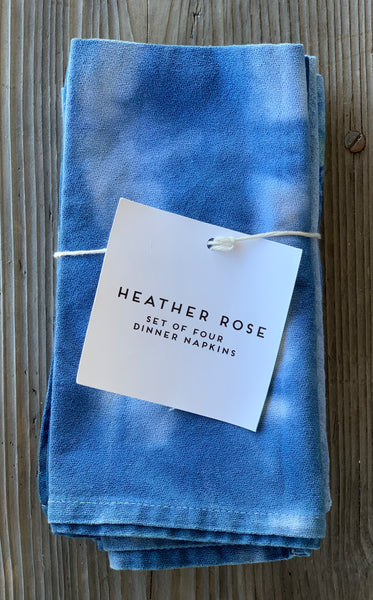 HEATHER ROSE
SET OF FOUR
DINNER NAPKINS